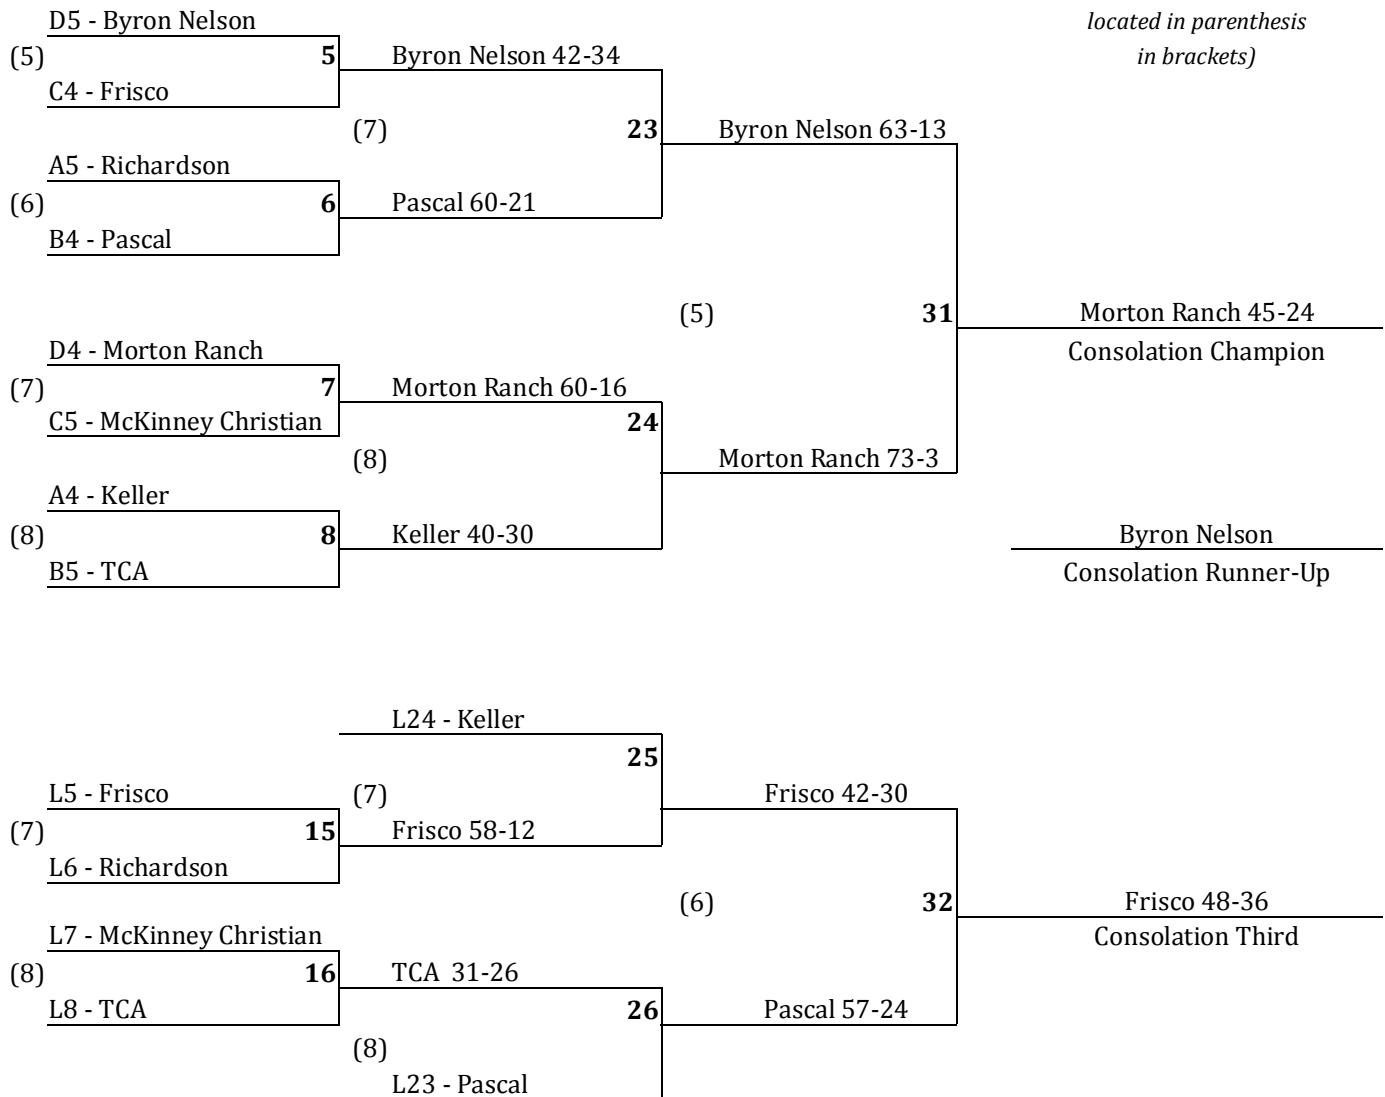 D5 - Byron Nelson
located in parenthesis
in brackets)
(5)
5
Byron Nelson 42-34
C4 - Frisco
(7)
23
Byron Nelson 63-13
A5 - Richardson
(6)
6
Pascal 60-21
B4 - Pascal
(5)
31
Morton Ranch 45-24
Consolation Champion
D4 - Morton Ranch
(7)
7
Morton Ranch 60-16
C5 - McKinney Christian
24
(8)
Morton Ranch 73-3
A4 - Keller
(8)
8
Keller 40-30
B5 - TCA
Byron Nelson
Consolation Runner-Up
L24 - Keller
25
L5 - Frisco
(7)
Frisco 42-30
(7)
15
Frisco 58-12
L6 - Richardson
(6)
32
Frisco 48-36
Consolation Third
L7 - McKinney Christian
(8)
16
TCA  31-26
L8 - TCA
26
Pascal 57-24
(8)
L23 - Pascal